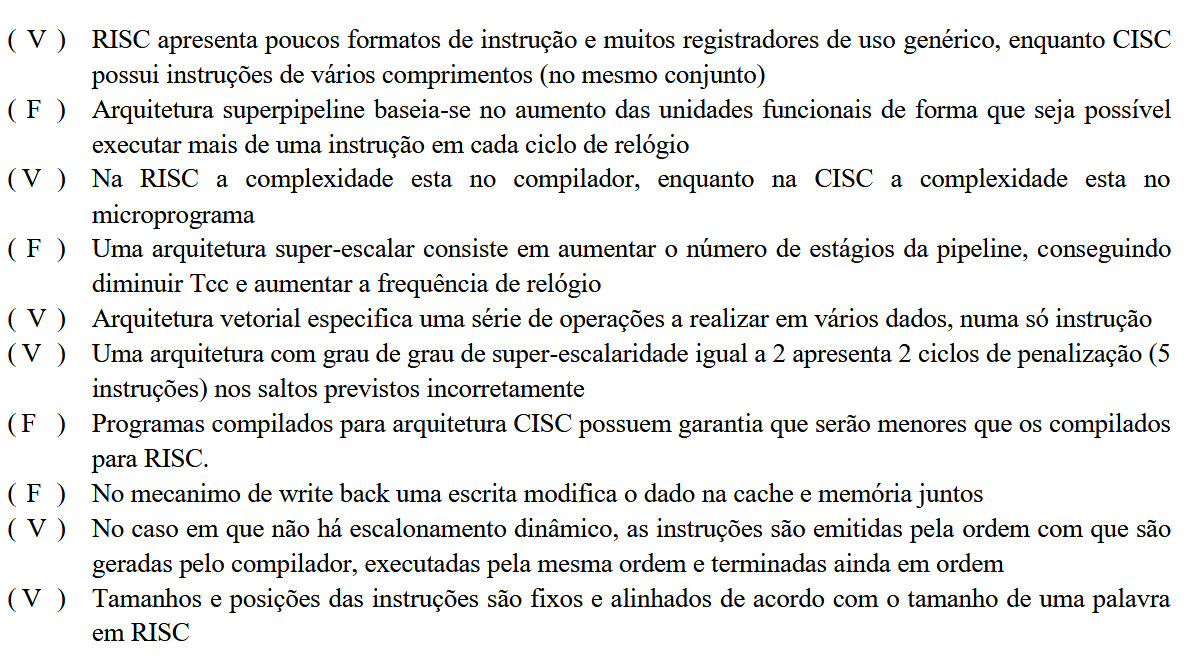 ( V ) RISC apresenta poucos formatos de instrução e muitos registradores de uso genérico, enquanto CISC
possui instruções de vários comprimentos (no mesmo conjunto)
( F ) Arquitetura superpipeline baseia-se no aumento das unidades funcionais de forma que seja possível
executar mais de uma instrução em cada ciclo de relógio
( V ) Na RISC a complexidade esta no compilador, enquanto na CISC a complexidade esta no
microprograma
( F ) Uma arquitetura super-escalar consiste em aumentar o número de estágios da pipeline, conseguindo
diminuir Tcc e aumentar a frequência de relógio
( V ) Arquitetura vetorial especifica uma série de operações a realizar em vários dados, numa só instrução
( V ) Uma arquitetura com grau de grau de super-escalaridade igual a 2 apresenta 2 ciclos de penalização (5
instruções) nos saltos previstos incorretamente
( F ) Programas compilados para arquitetura CISC possuem garantia que serão menores que os compilados
para RISC.
( F ) No mecanimo de write back uma escrita modifica o dado na cache e memória juntos
( V ) No caso em que não há escalonamento dinâmico, as instruções são emitidas pela ordem com que são
geradas pelo compilador, executadas pela mesma ordem e terminadas ainda em ordem
( V ) Tamanhos e posições das instruções são fixos e alinhados de acordo com o tamanho de uma palavra
em RISC